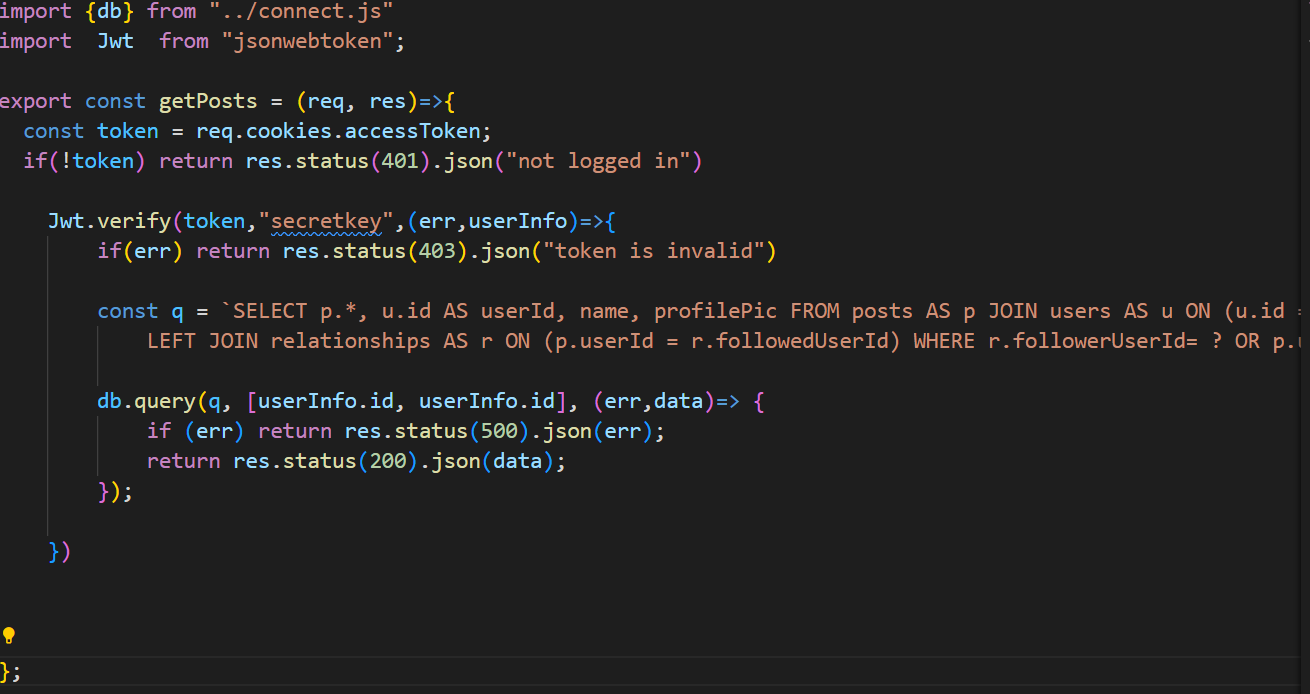 import {db} from "../connect.js"
import  Jwt  from "jsonwebtoken";
export const getPosts = (req, res)=>{
const token = req.cookies.accessToken;
if(!token) return res.status(401).json("not logged in")
Jwt.verify(token,"secretkey",(err,userInfo)=>{
if(err) return res.status(403).json("token is invalid")
const q = `SELECT p.*, u.id AS userId, name, profilePic FROM posts AS p JOIN users AS u ON (u.id =
LEFT JOIN relationships AS r ON (p.userId = r.followedUserId) WHERE r.followerUserId= ? OR
db.query(q, [userInfo.id, userInfo.id], (err,data)=> {
if (err) return res.status(500).json(err);
return res.status(200).json(data);
});
})
};